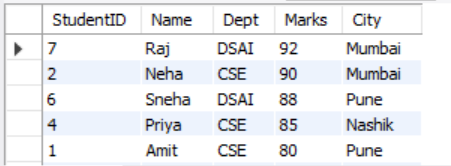 StudentID Name Dept Marks City
7 Raj DSAI 92 Mumbai
2 Neha CSE 90 Mumbai
6 Sneha DSAI 88 Pune
4 Priya CSE 85 Nashik
1 Amit CSE 80 Pune